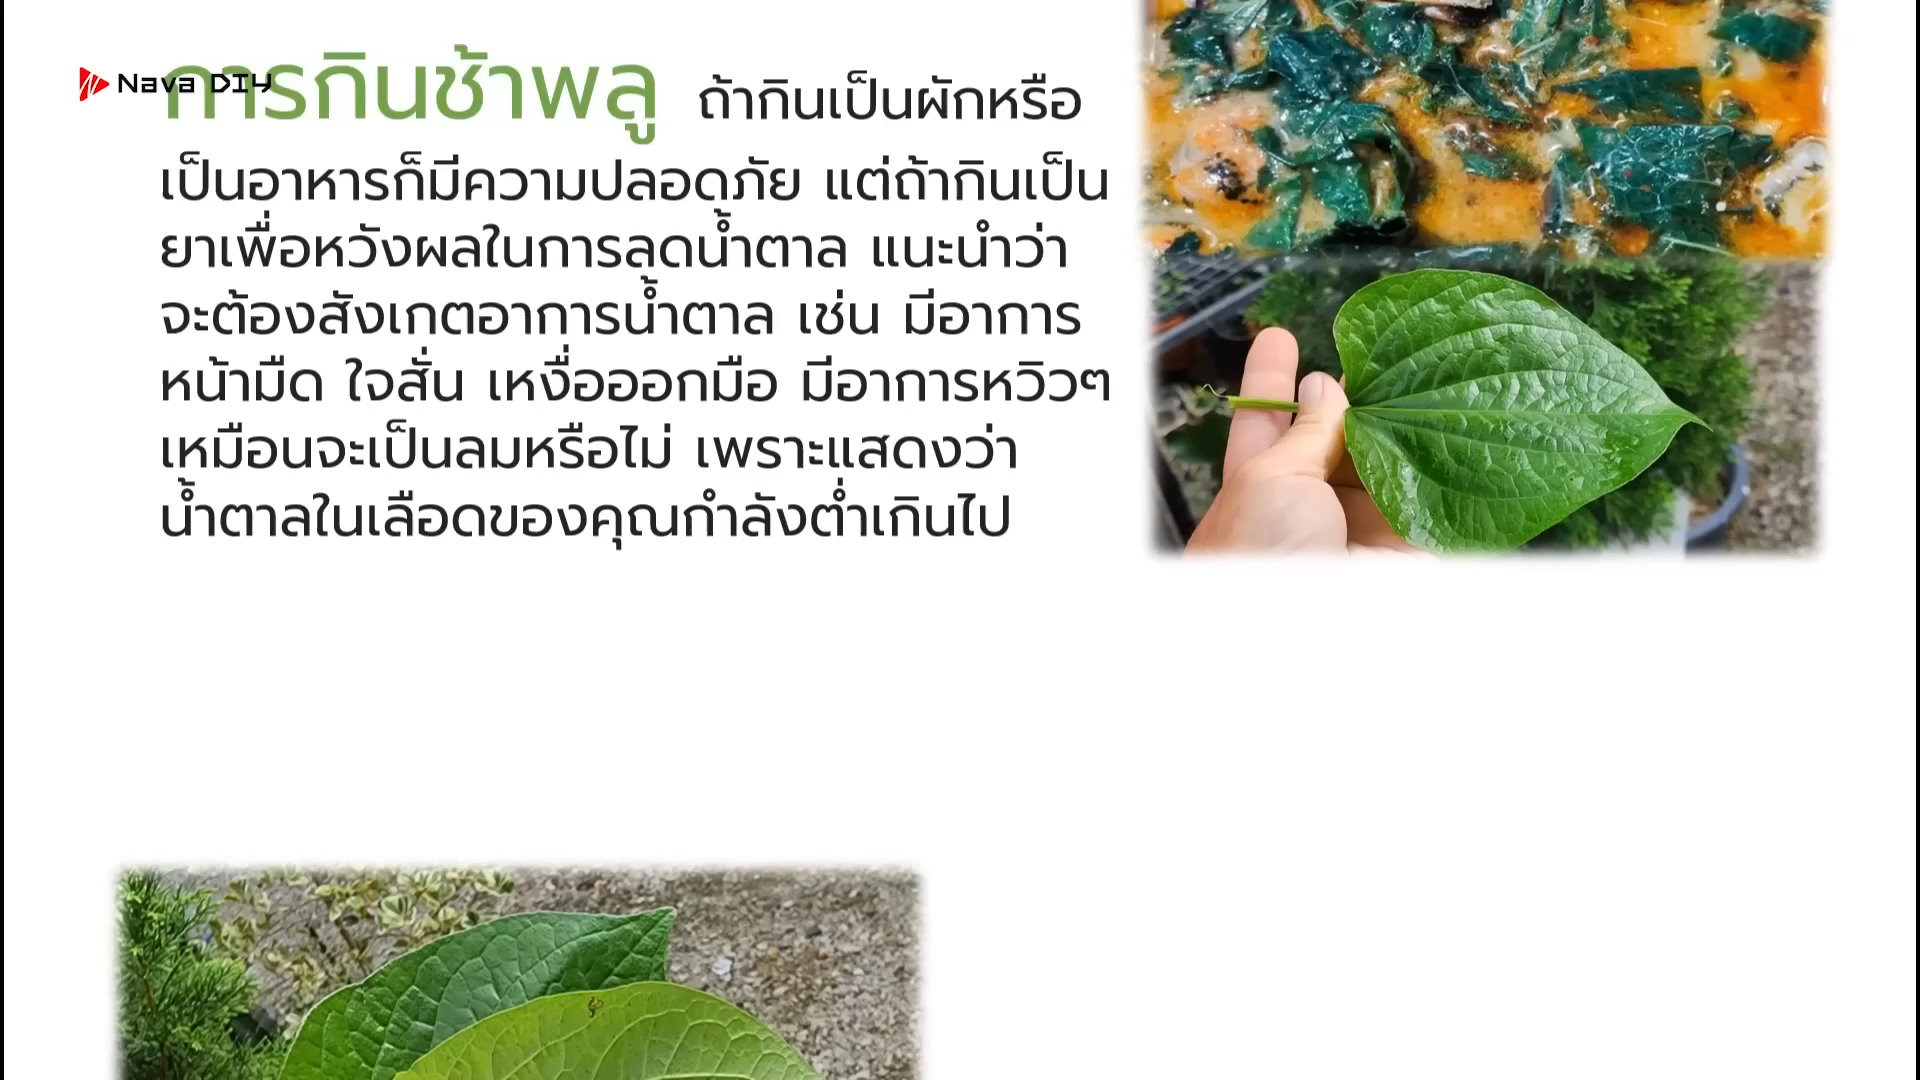 Nava DIY
การกินช้าพลู ถ้ากินเป็นผักหรือ
เป็นอาหารก็มีความปลอดภัย แต่ถ้ากินเป็น
ยาเพื่อหวังผลในการลดน้ำตาล แนะนำว่า
จะต้องสังเกตอาการน้ำตาล เช่น มีอาการ
หน้ามืด ใจสั่น เหงื่อออกมือ มีอาการหวิวๆ
เหมือนจะเป็นลมหรือไม่ เพราะแสดงว่า
น้ำตาลในเลือดของคุณกำลังต่ำเกินไป